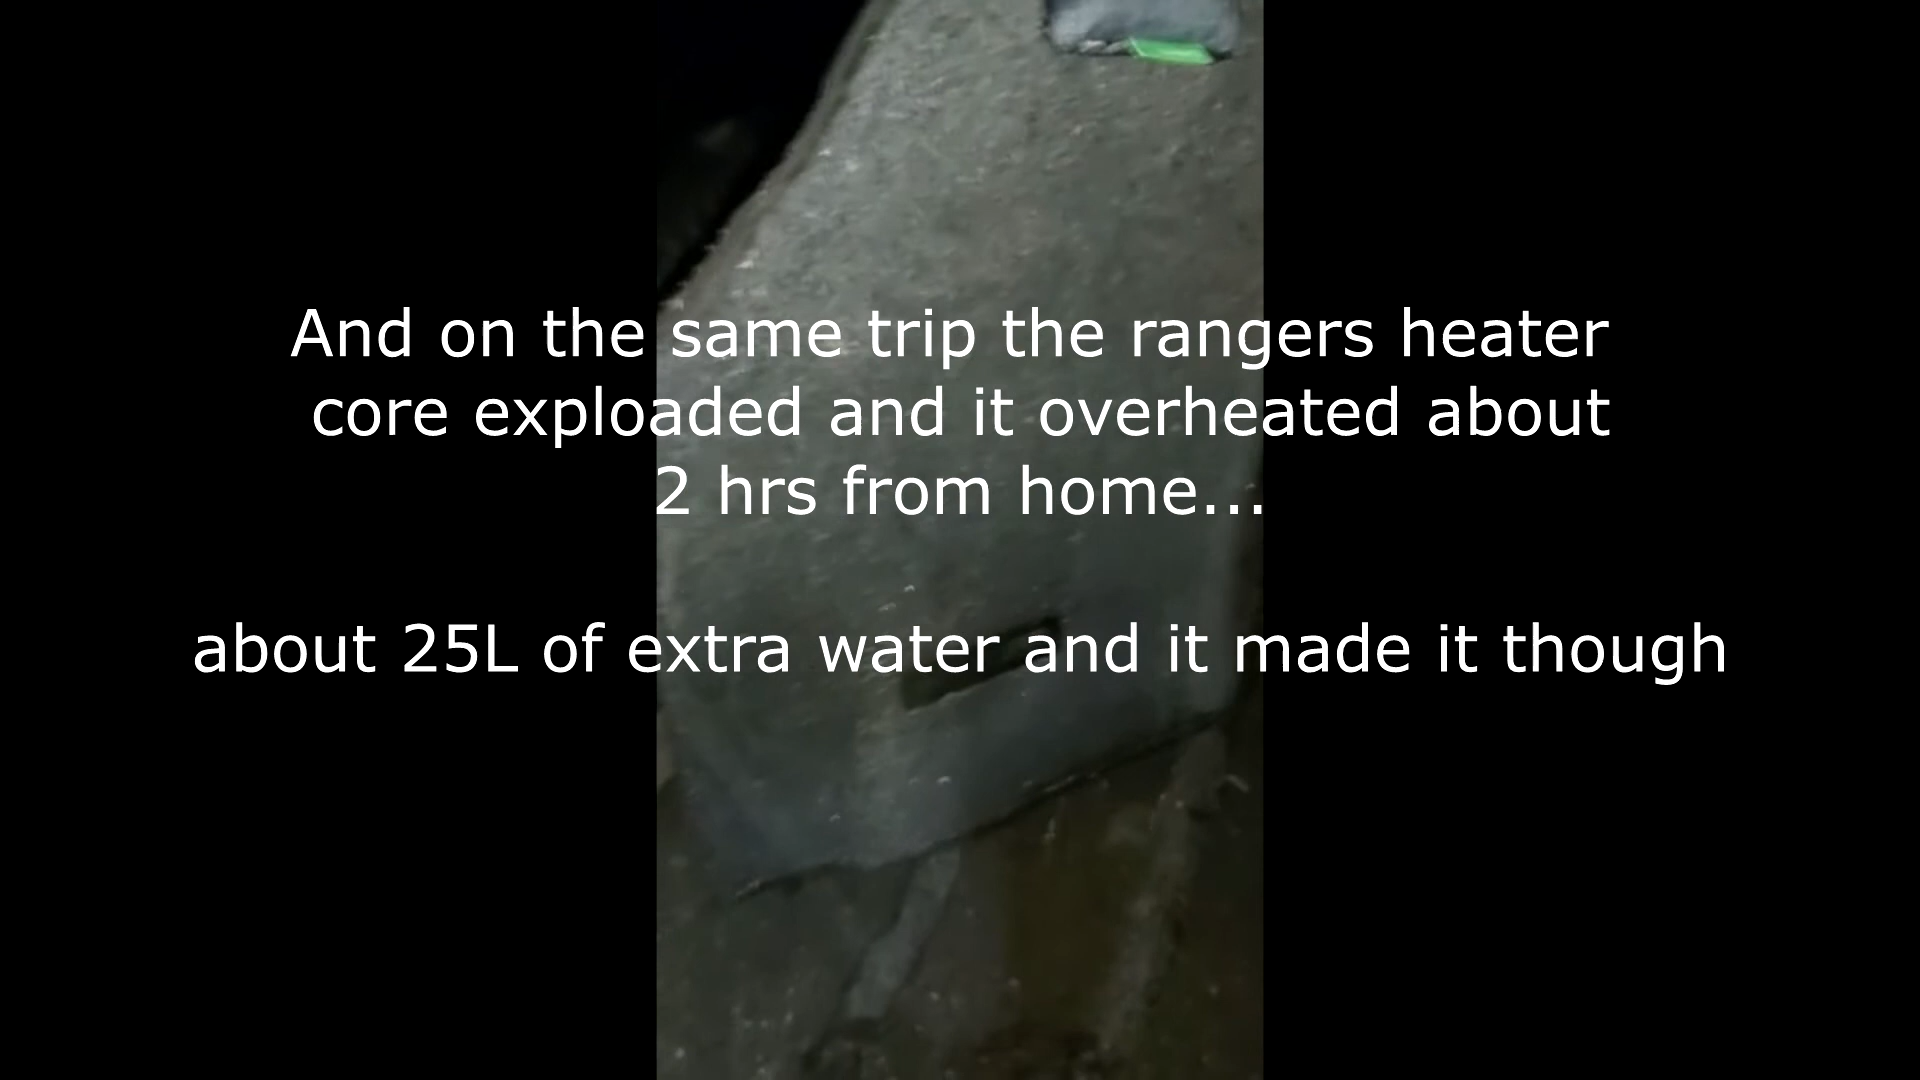 And on the same trip the rangers heater
core exploaded and it overheated about
2 hrs from home...
about 25L of extra water and it made it though